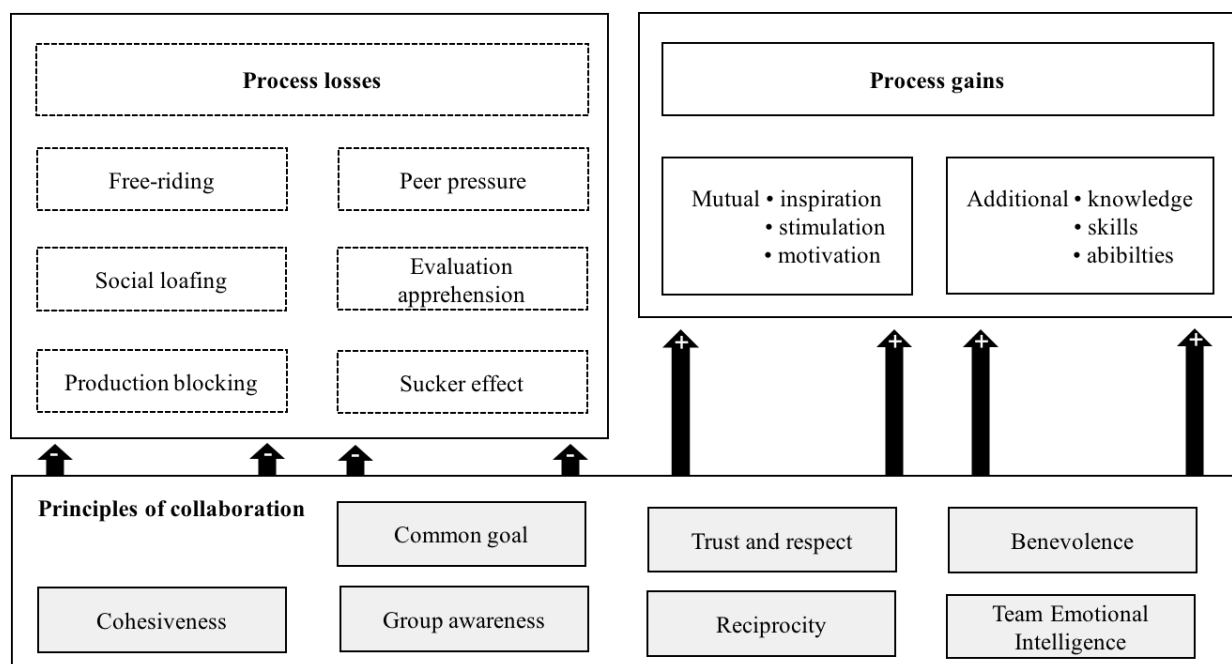 Process losses
Free-riding
Peer pressure
Social loafing
Evaluation
apprehension
Production blocking
Sucker effect
Process gains
Mutual • inspiration
• stimulation
• motivation
Additional • knowledge
• skills
• abibilties
- - - -
+ + + +
Principles of collaboration
Common goal
Trust and respect
Benevolence
Cohesiveness
Group awareness
Reciprocity
Team Emotional
Intelligence